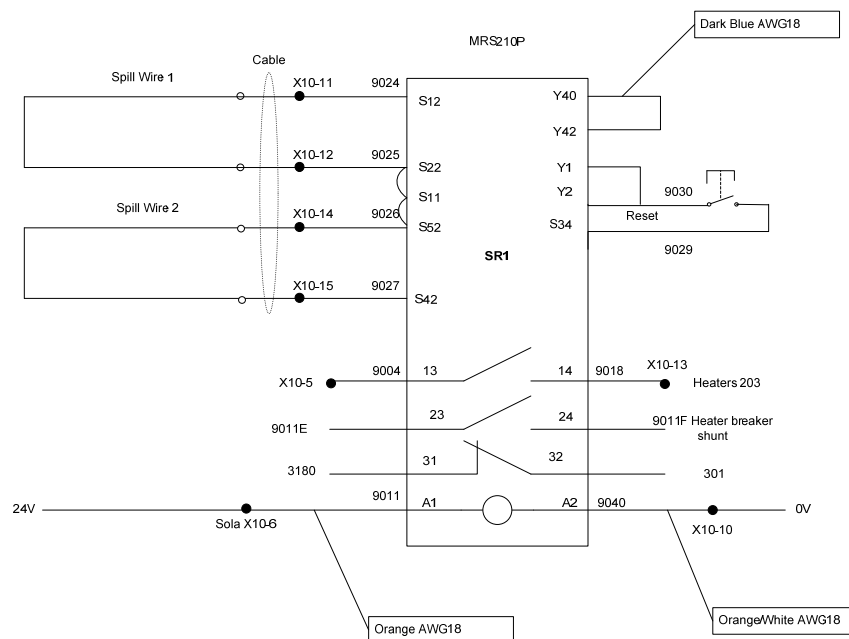 Dark Blue AWG18
MRS210P
Cable
Spill Wire 1
X10-11
9024
S12
Y40
Y42
X10-12
9025
S22
Y1
S11
Y2
9030
Spill Wire 2
X10-14
9026
S52
S34
Reset
9029
SR1
X10-15
9027
S42
X10-5
9004
13
14
9018
X10-13
Heaters 203
9011E
23
24
9011F Heater breaker
shunt
3180
31
32
301
24V
Sola X10-6
9011
A1
A2
9040
X10-10
0V
Orange AWG18
Orange/White AWG18